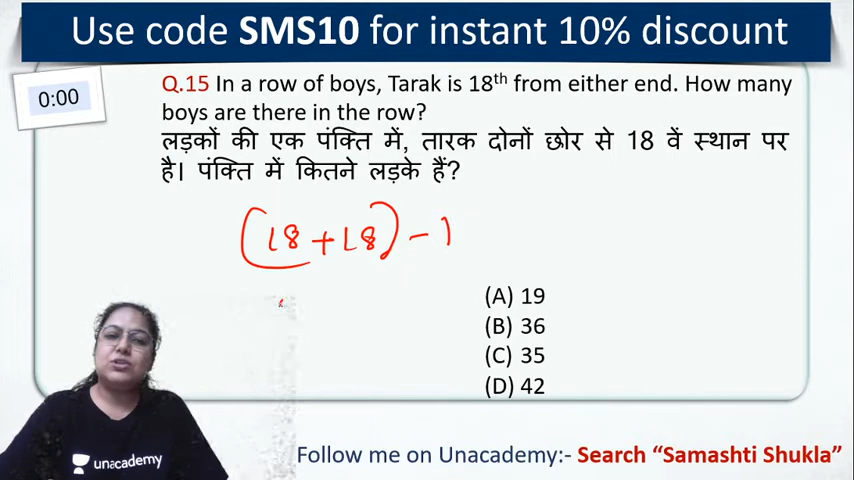 Use code SMS10 for instant 10% discount
0:00
Q.15 In a row of boys, Tarak is 18th from either end. How many
boys are there in the row?
लड़कों की एक पंक्ति में, तारक दोनों छोर से 18 वें स्थान पर
है। पंक्ति में कितने लड़के हैं?
(18+18) - 1
(A) 19
(B) 36
(C) 35
(D) 42
unacademy
Follow me on Unacademy:- Search “Samashti Shukla”